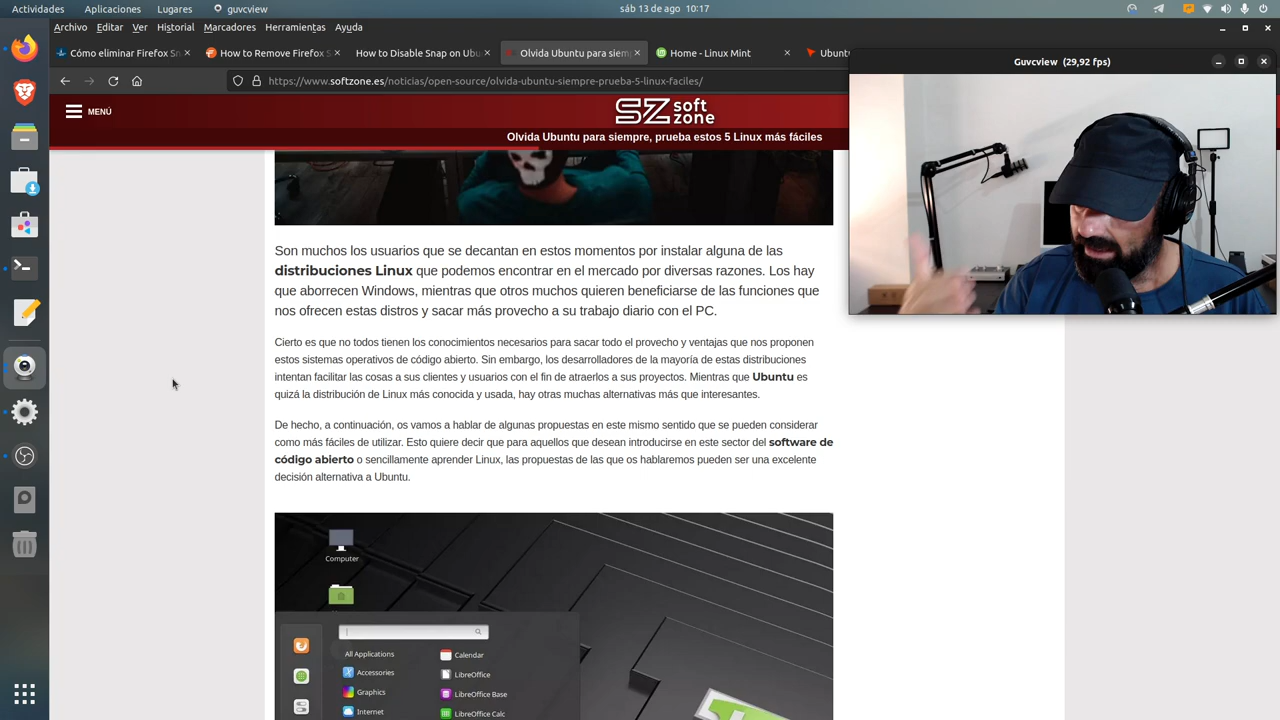 Actividades Aplicaciones Lugares Google Chrome sáb 13 de ago 10:17
Archivo Editar Ver Historial Marcadores Herramientas Ayuda
Guvcview (29,92 fps)
Cómo eliminar Firefox Sn
How to Remove Firefox S
How to Disable Snap on Ubu
Olvida Ubuntu para siem
Home - Linux Mint
Ubuntu
https://www.softzone.es/noticias/open-source/olvida-ubuntu-siempre-prueba-5-linux-faciles/
MENÚ
SZ soft zone
Olvida Ubuntu para siempre, prueba estos 5 Linux más fáciles
Son muchos los usuarios que se decantan en estos momentos por instalar alguna de las
distribuciones Linux que podemos encontrar en el mercado por diversas razones. Los hay
que aborrecen Windows, mientras que otros muchos quieren beneficiarse de las funciones que
nos ofrecen estas distros y sacar más provecho a su trabajo diario con el PC.
Cierto es que no todos tienen los conocimientos necesarios para sacar todo el provecho y ventajas que nos proponen
estos sistemas operativos de código abierto. Sin embargo, los desarrolladores de la mayoría de estas distribuciones
intentan facilitar las cosas a sus clientes y usuarios con el fin de atraerlos a sus proyectos. Mientras que Ubuntu es
quizá la distribución de Linux más conocida y usada, hay otras muchas alternativas más que interesantes.
De hecho, a continuación, os vamos a hablar de algunas propuestas en este mismo sentido que se pueden considerar
como más fáciles de utilizar. Esto quiere decir que para aquellos que desean introducirse en este sector del software de
código abierto o sencillamente aprender Linux, las propuestas de las que os hablaremos pueden ser una excelente
decisión alternativa a Ubuntu.
Computer
All Applications
Calendar
Accessories
LibreOffice
Graphics
LibreOffice Base
Internet
LibreOffice Calc